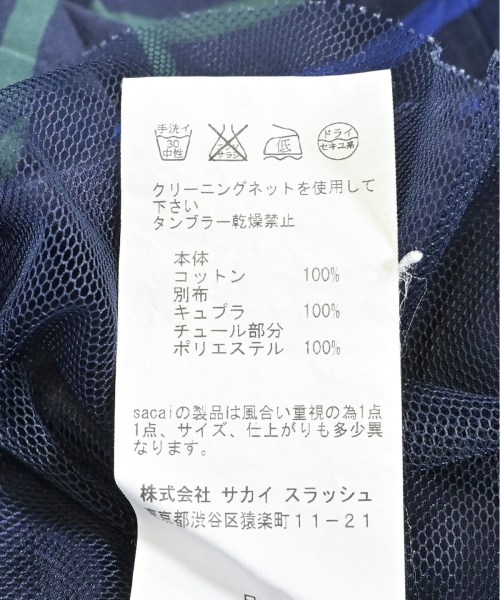 手洗イ
30
中性
エンソ
サラシ
低
ドライ
セキユ系
クリーニングネットを使用して
下さい
タンブラー乾燥禁止
本体
コットン 100%
別布
キュプラ 100%
チュール部分
ポリエステル 100%
sacaiの製品は風合い重視の為1点
1点、サイズ、仕上がりも多少異
なります。
株式会社 サカイ スラッシュ
東京都渋谷区猿楽町11-21